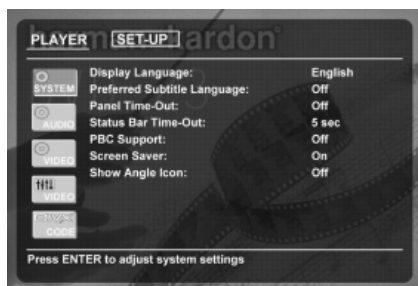 harman/kardon
PLAYER SET-UP
SYSTEM
Display Language: English
Preferred Subtitle Language: Off
Panel Time-Out: Off
Status Bar Time-Out: 5 sec
PBC Support: Off
Screen Saver: On
Show Angle Icon: Off
AUDIO
VIDEO
VIDEO
CODE
Press ENTER to adjust system settings